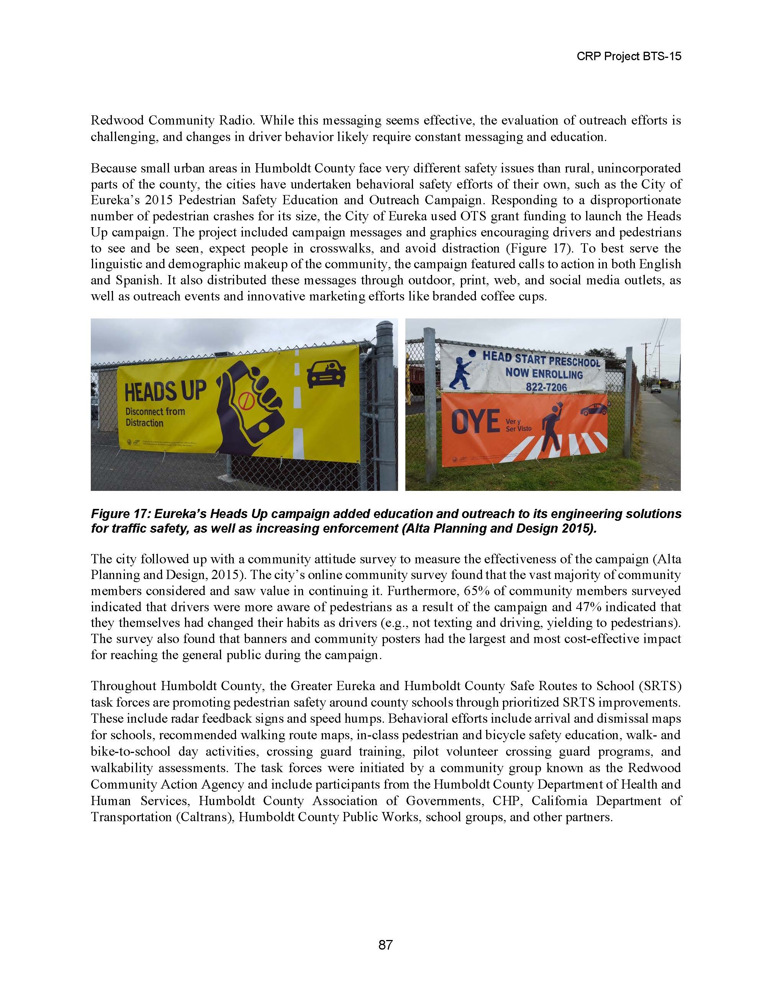 CRP Project BTS-15
Redwood Community Radio. While this messaging seems effective, the evaluation of outreach efforts is
challenging, and changes in driver behavior likely require constant messaging and education.
Because small urban areas in Humboldt County face very different safety issues than rural, unincorporated
parts of the county, the cities have undertaken behavioral safety efforts of their own, such as the City of
Eureka’s 2015 Pedestrian Safety Education and Outreach Campaign. Responding to a disproportionate
number of pedestrian crashes for its size, the City of Eureka used OTS grant funding to launch the Heads
Up campaign. The project included campaign messages and graphics encouraging drivers and pedestrians
to see and be seen, expect people in crosswalks, and avoid distraction (Figure 17). To best serve the
linguistic and demographic makeup of the community, the campaign featured calls to action in both English
and Spanish. It also distributed these messages through outdoor, print, web, and social media outlets, as
well as outreach events and innovative marketing efforts like branded coffee cups.
HEADS UP
Disconnect from
Distraction
HEAD START PRESCHOOL
NOW ENROLLING
822-7206
OYE
Ver y
Ser Visto
Figure 17: Eureka’s Heads Up campaign added education and outreach to its engineering solutions
for traffic safety, as well as increasing enforcement (Alta Planning and Design 2015).
The city followed up with a community attitude survey to measure the effectiveness of the campaign (Alta
Planning and Design, 2015). The city’s online community survey found that the vast majority of community
members considered and saw value in continuing it. Furthermore, 65% of community members surveyed
indicated that drivers were more aware of pedestrians as a result of the campaign and 47% indicated that
they themselves had changed their habits as drivers (e.g., not texting and driving, yielding to pedestrians).
The survey also found that banners and community posters had the largest and most cost-effective impact
for reaching the general public during the campaign.
Throughout Humboldt County, the Greater Eureka and Humboldt County Safe Routes to School (SRTS)
task forces are promoting pedestrian safety around county schools through prioritized SRTS improvements.
These include radar feedback signs and speed humps. Behavioral efforts include arrival and dismissal maps
for schools, recommended walking route maps, in-class pedestrian and bicycle safety education, walk- and
bike-to-school day activities, crossing guard training, pilot volunteer crossing guard programs, and
walkability assessments. The task forces were initiated by a community group known as the Redwood
Community Action Agency and include participants from the Humboldt County Department of Health and
Human Services, Humboldt County Association of Governments, CHP, California Department of
Transportation (Caltrans), Humboldt County Public Works, school groups, and other partners.
87